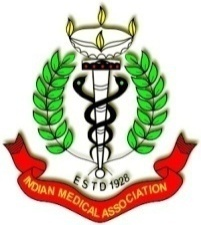 ESTD 1928
INDIAN MEDICAL ASSOCIATION